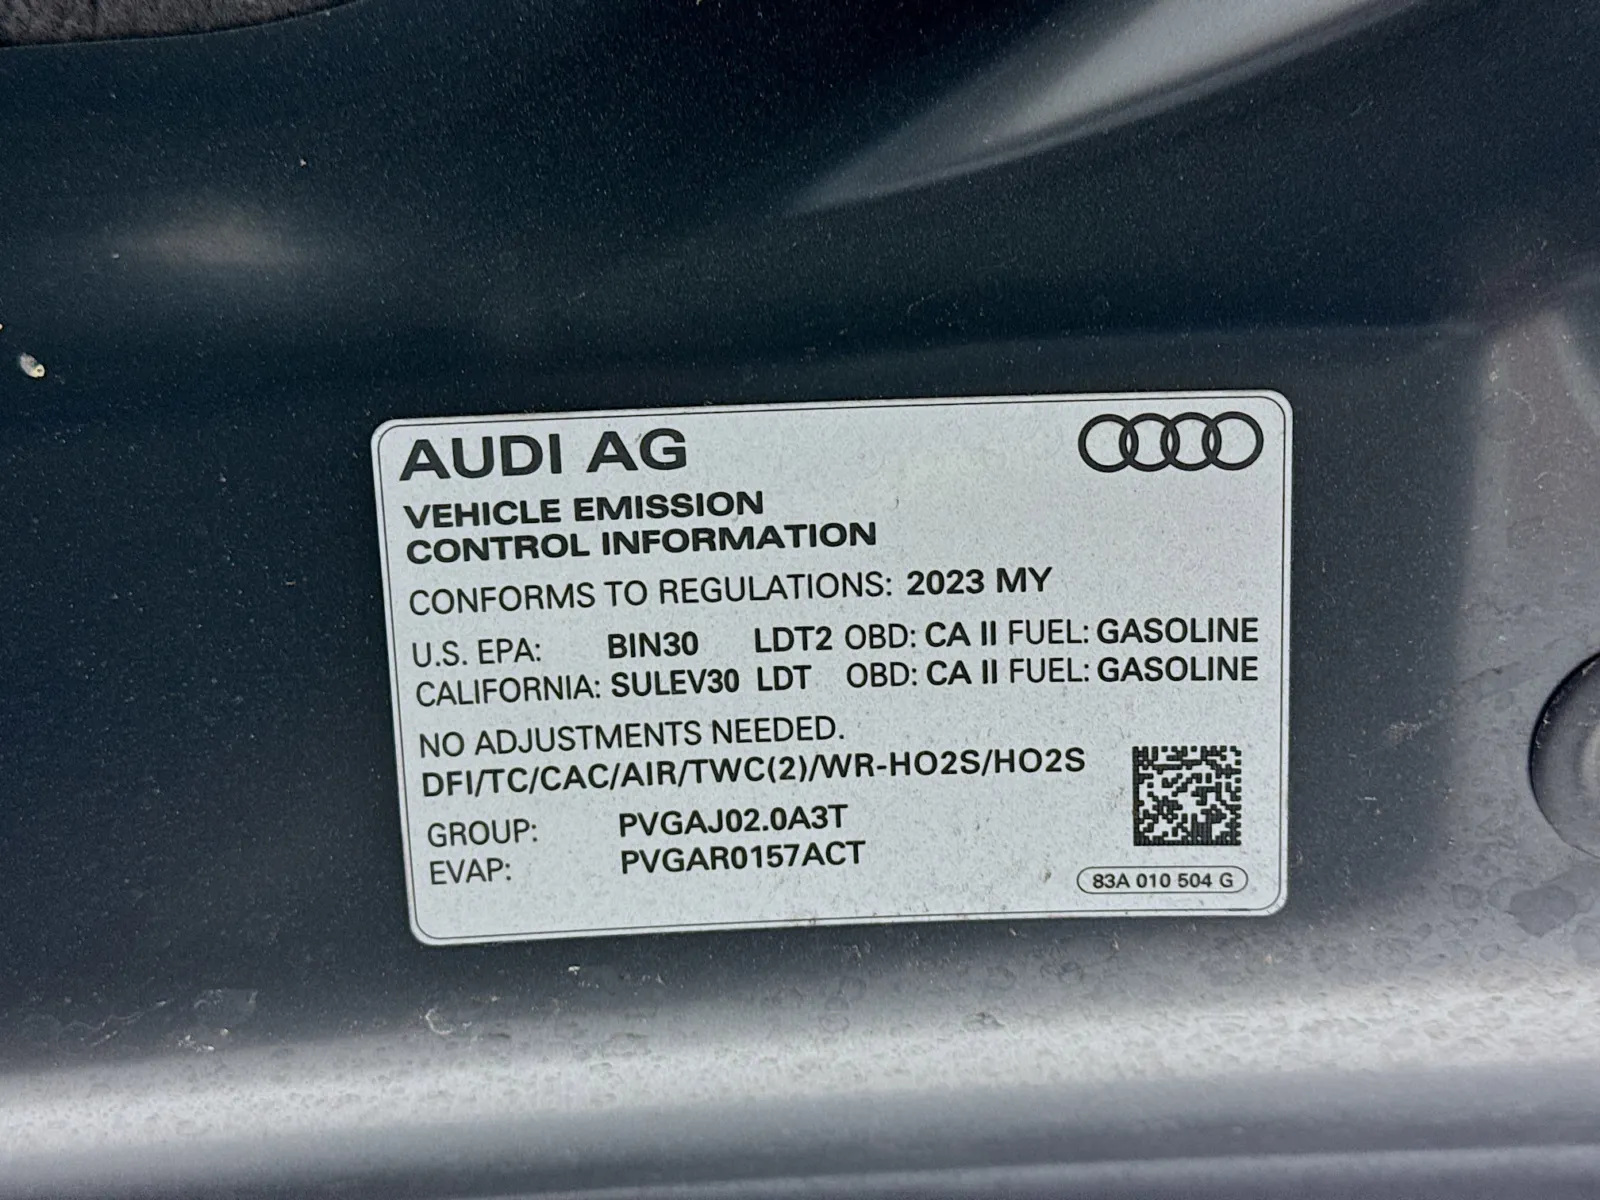 AUDI AG
VEHICLE EMISSION
CONTROL INFORMATION
CONFORMS TO REGULATIONS: 2023 MY
U.S. EPA: BIN30 LDT2 OBD: CA II FUEL: GASOLINE
CALIFORNIA: SULEV30 LDT OBD: CA II FUEL: GASOLINE
NO ADJUSTMENTS NEEDED.
DFI/TC/CAC/AIR/TWC(2)/WR-HO2S/HO2S
GROUP: PVGAJ02.0A3T
EVAP: PVGAR0157ACT
83A 010 504 G